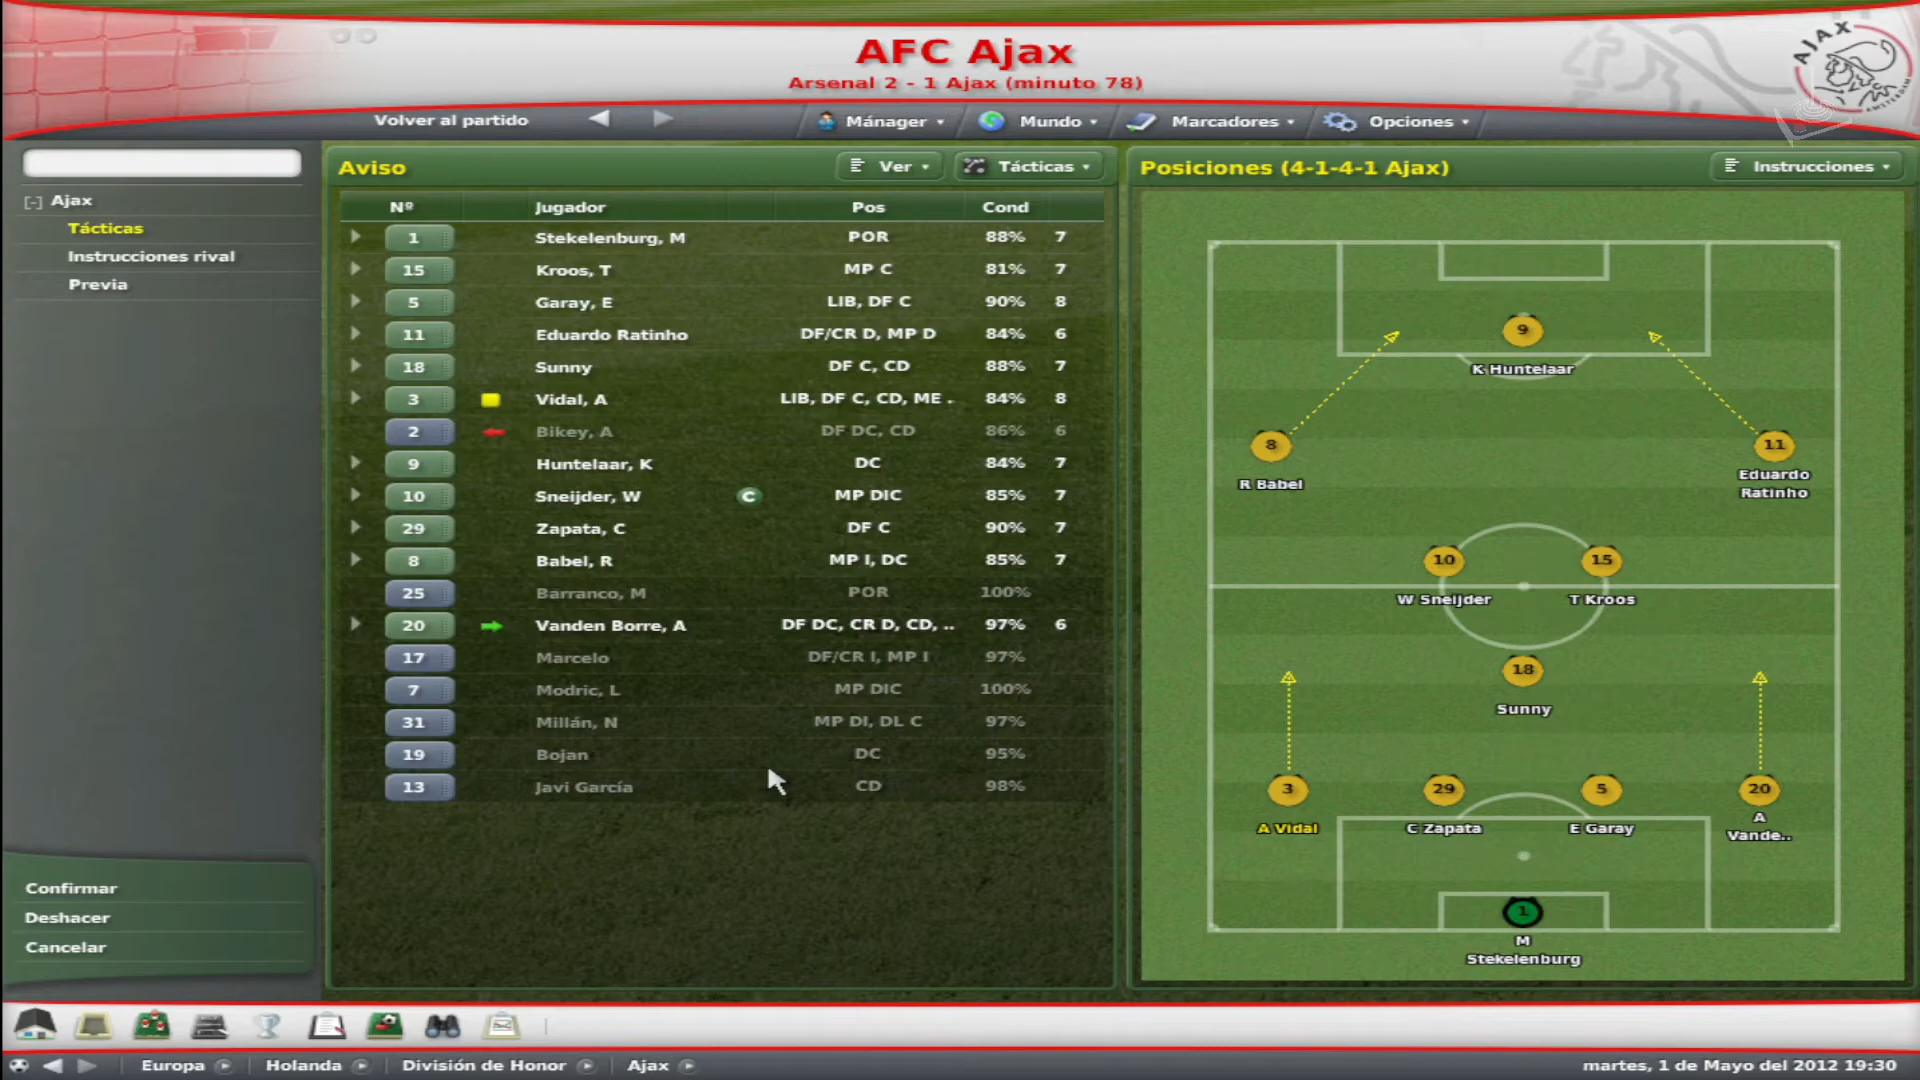 AFC Ajax
Arsenal 2 - 1 Ajax (minuto 78)
AJAX
AMSTERDAM
Volver al partido Mánager Mundo Marcadores Opciones
[-] Ajax
Tácticas
Instrucciones rival
Previa
Confirmar
Deshacer
Cancelar
Aviso Ver Tácticas
Nº Jugador Pos Cond
1 Stekelenburg, M POR 88% 7
15 Kroos, T MP C 81% 7
5 Garay, E LIB, DF C 90% 8
11 Eduardo Ratinho DF/CR D, MP D 84% 6
18 Sunny DF C, CD 88% 7
3 Vidal, A LIB, DF C, CD, ME . 84% 8
2 Bikey, A DF DC, CD 86% 6
9 Huntelaar, K DC 84% 7
10 Sneijder, W C MP DIC 85% 7
29 Zapata, C DF C 90% 7
8 Babel, R MP I, DC 85% 7
25 Barranco, M POR 100%
20 Vanden Borre, A DF DC, CR D, CD, .. 97% 6
17 Marcelo DF/CR I, MP I 97%
7 Modric, L MP DIC 100%
31 Millán, N MP DI, DL C 97%
19 Bojan DC 95%
13 Javi García CD 98%
Posiciones (4-1-4-1 Ajax) Instrucciones
9
K Huntelaar
8 11
R Babel Eduardo
Ratinho
10 15
W Sneijder T Kroos
18
Sunny
3 29 5 20
A Vidal C Zapata E Garay A
Vande..
1
M
Stekelenburg
Europa Holanda División de Honor Ajax martes, 1 de Mayo del 2012 19:30